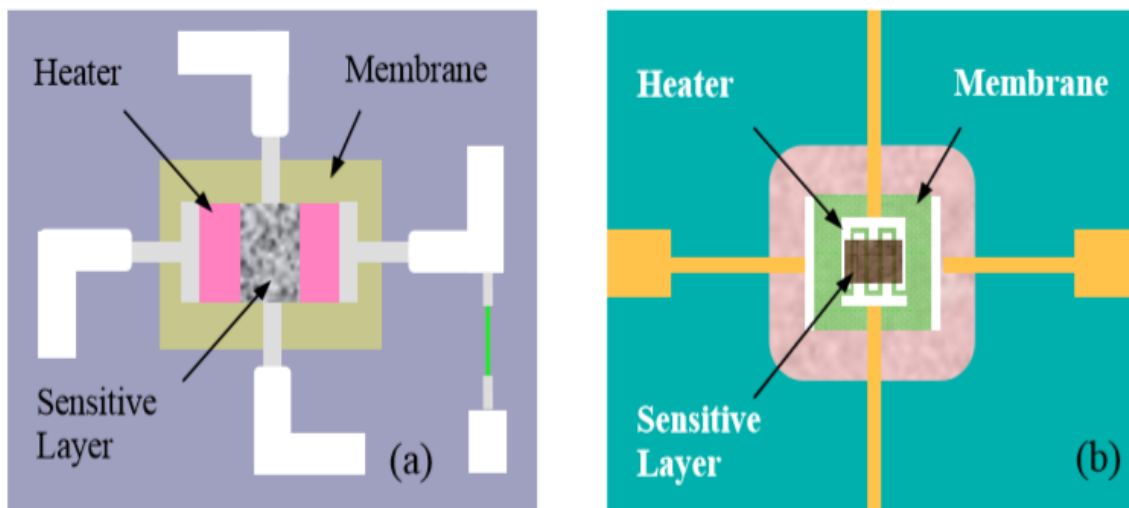 Heater
Membrane
Sensitive
Layer
(a)
Heater
Membrane
Sensitive
Layer
(b)